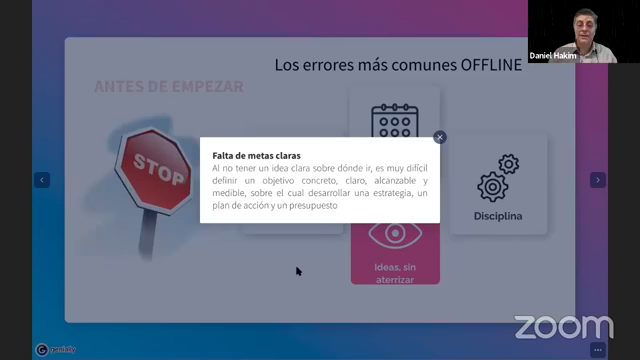 Daniel Hakim
Los errores más comunes OFFLINE
ANTES DE EMPEZAR
STOP
Falta de metas claras
Al no tener un idea clara sobre dónde ir, es muy difícil
definir un objetivo concreto, claro, alcanzable y
medible, sobre el cual desarrollar una estrategia, un
plan de acción y un presupuesto
Disciplina
Ideas, sin
aterrizar
genially
zoom